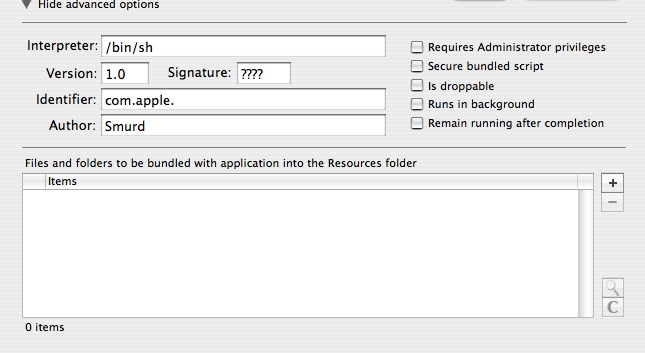 Hide advanced options
Interpreter: /bin/sh
Version: 1.0 Signature: ????
Identifier: com.apple.
Author: Smurd
Requires Administrator privileges
Secure bundled script
Is droppable
Runs in background
Remain running after completion
Files and folders to be bundled with application into the Resources folder
Items
+
−
C
0 items